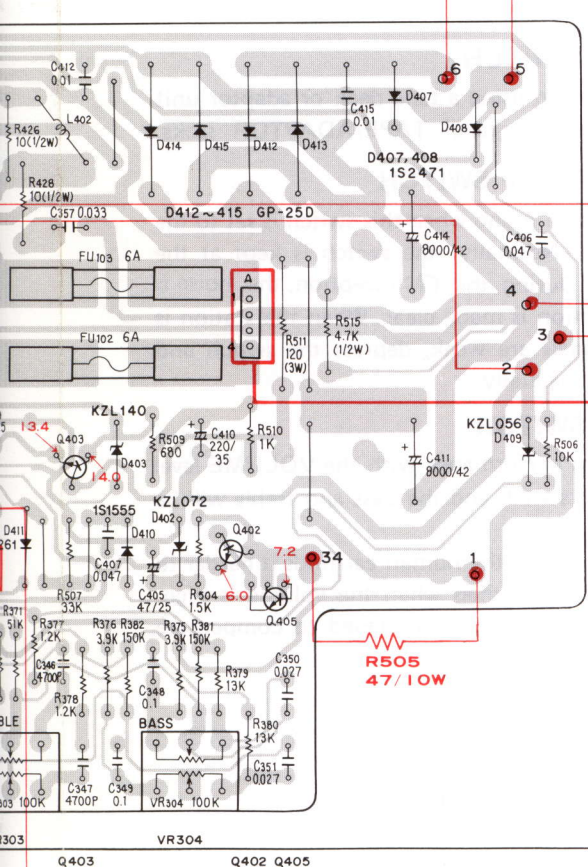 6
5
C412
0.01
L402
R426
10(1/2W)
D414
D415
D412
D413
C415
0.01
D407
D408
D407, 408
1S2471
R428
10(1/2W)
C357 0.033
D412~415 GP-25D
+
C414
8000/42
C406
0.047
FU103 6A
A
1
4
4
3
2
R511
120
(3W)
R515
4.7K
(1/2W)
FU102 6A
5
13.4
Q403
14.0
KZL140
D403
R509
680
+
C410
220/
35
R510
1K
+
C411
8000/42
KZL056
D409
R506
10K
D411
261
1S1555
D410
C407
0.047
KZL072
D402
+
C405
47/25
R507
33K
R504
1.5K
Q402
6.0
7.2
Q405
34
1
R505
47/10W
R371
51K
R377
1.2K
R376
3.9K
R382
150K
R375
3.9K
R381
150K
C346
4700P
R378
1.2K
C348
0.1
R379
13K
C350
0.027
BLE
BASS
R380
13K
303 100K
C347
4700P
C349
0.1
VR304 100K
C351
0.027
R303
VR304
Q403
Q402 Q405